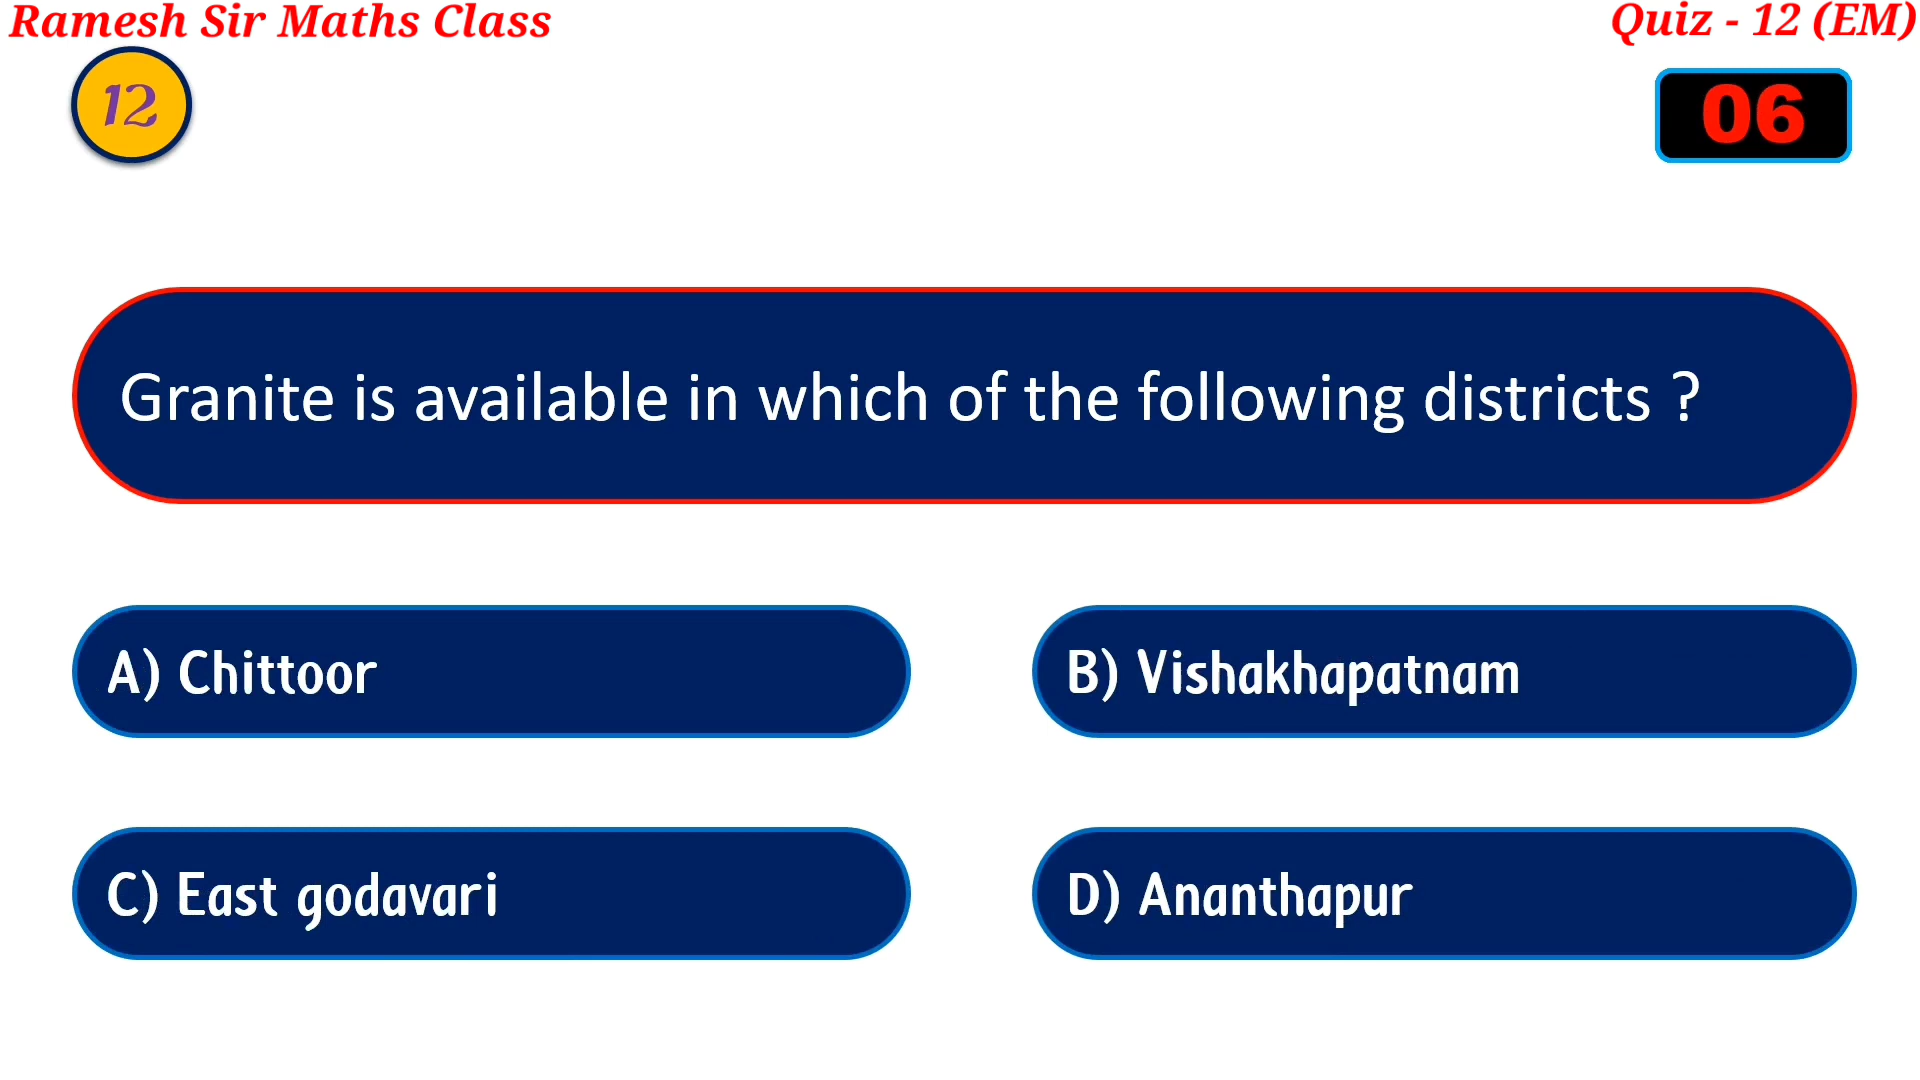 Ramesh Sir Maths Class
Quiz - 12 (EM)
12
06
Granite is available in which of the following districts ?
A) Chittoor
B) Vishakhapatnam
C) East godavari
D) Ananthapur